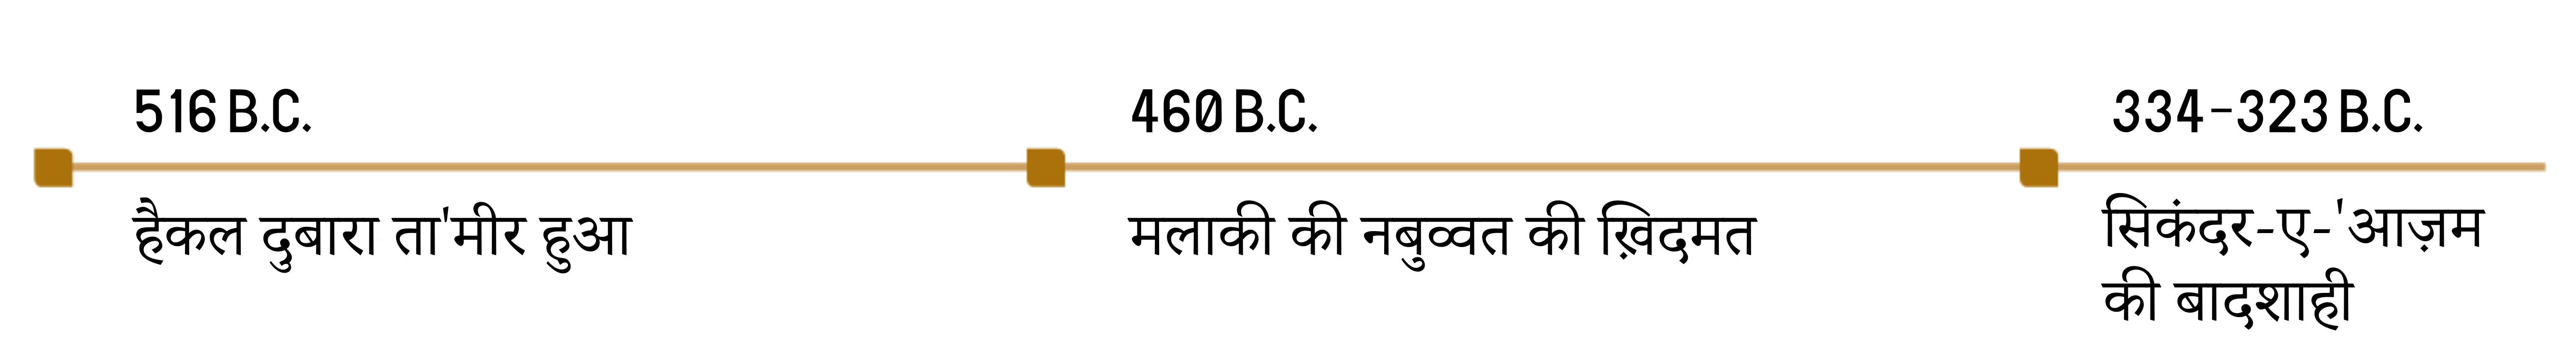 516 B.C.
हैकल दुबारा ता'मीर हुआ
460 B.C.
मलाकी की नबुव्वत की ख़िदमत
334-323 B.C.
सिकंदर-ए-'आज़म
की बादशाही